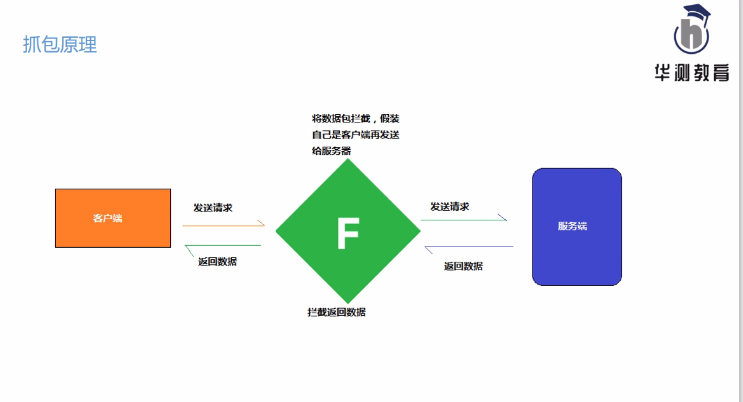 抓包原理
h
华测教育
将数据包拦截，假装
自己是客户端再发送
给服务器
客户端
发送请求
返回数据
F
发送请求
返回数据
服务端
拦截返回数据